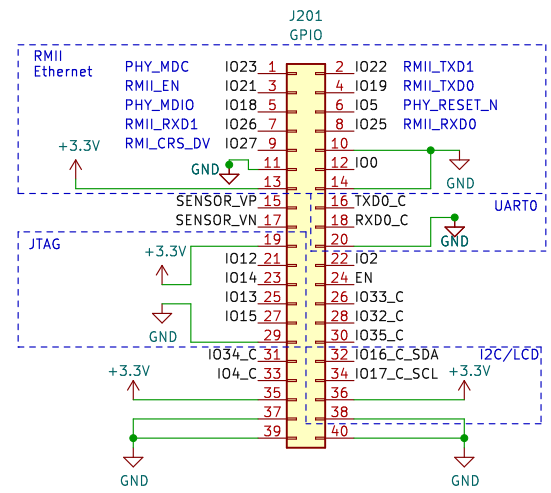 J201
GPIO
RMII
Ethernet
PHY_MDC IO23 1 2 IO22 RMII_TXD1
RMII_EN IO21 3 4 IO19 RMII_TXD0
PHY_MDIO IO18 5 6 IO5 PHY_RESET_N
RMII_RXD1 IO26 7 8 IO25 RMII_RXD0
RMI_CRS_DV IO27 9 10
+3.3V
GND 11 12 IO0
13 14 GND
SENSOR_VP 15 16 TXD0_C UART0
SENSOR_VN 17 18 RXD0_C
JTAG 19 20 GND
+3.3V
IO12 21 22 IO2
IO14 23 24 EN
IO13 25 26 IO33_C
IO15 27 28 IO32_C
GND 29 30 IO35_C
IO34_C 31 32 IO16_C_SDA I2C/LCD
IO4_C 33 34 IO17_C_SCL
+3.3V +3.3V
35 36
37 38
39 40
GND GND